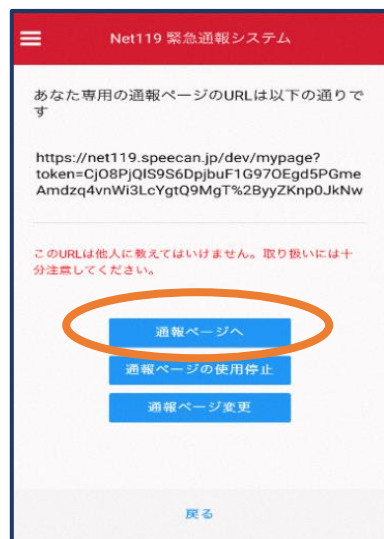 Net119 緊急通報システム
あなた専用の通報ページのURLは以下の通りで
す
https://net119.speecan.jp/dev/mypage?
token=CjO8PjQIS9S6DpjbuF1G97OEgd5PGme
Amdzq4vnWi3LcYgtQ9MgT%2ByyZKnp0JkNw
このURLは他人に教えてはいけません。取り扱いには十
分注意してください。
通報ページへ
通報ページの使用停止
通報ページ変更
戻る